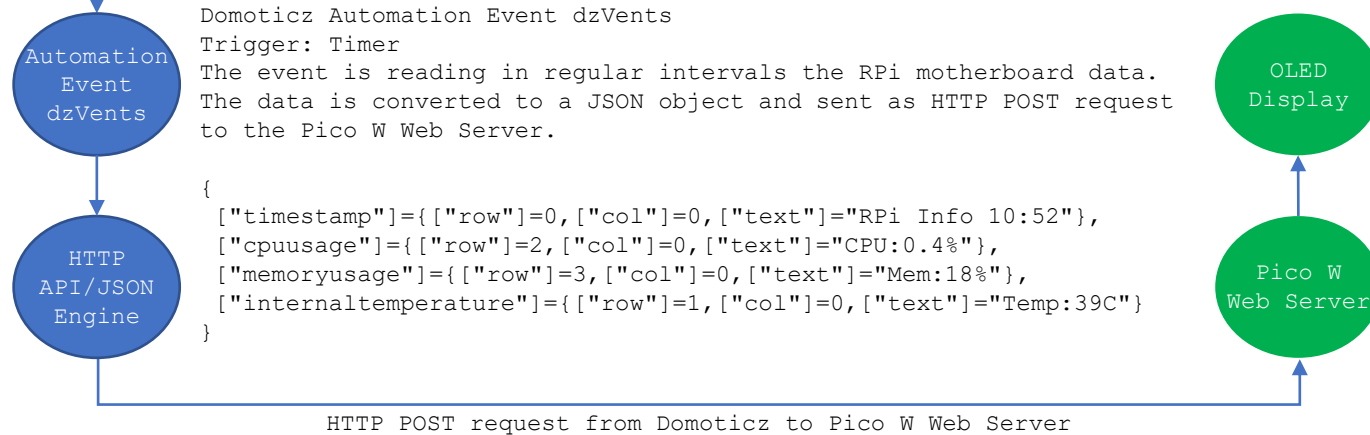 Domoticz Automation Event dzVents
Trigger: Timer
The event is reading in regular intervals the RPi motherboard data.
The data is converted to a JSON object and sent as HTTP POST request
to the Pico W Web Server.
Automation
Event
dzVents
OLED
Display
{
["timestamp"]={["row"]=0,["col"]=0,["text"]="RPi Info 10:52"},
["cpuusage"]={["row"]=2,["col"]=0,["text"]="CPU:0.4%"},
["memoryusage"]={["row"]=3,["col"]=0,["text"]="Mem:18%"},
["internaltemperature"]={["row"]=1,["col"]=0,["text"]="Temp:39C"}
}
HTTP
API/JSON
Engine
Pico W
Web Server
HTTP POST request from Domoticz to Pico W Web Server